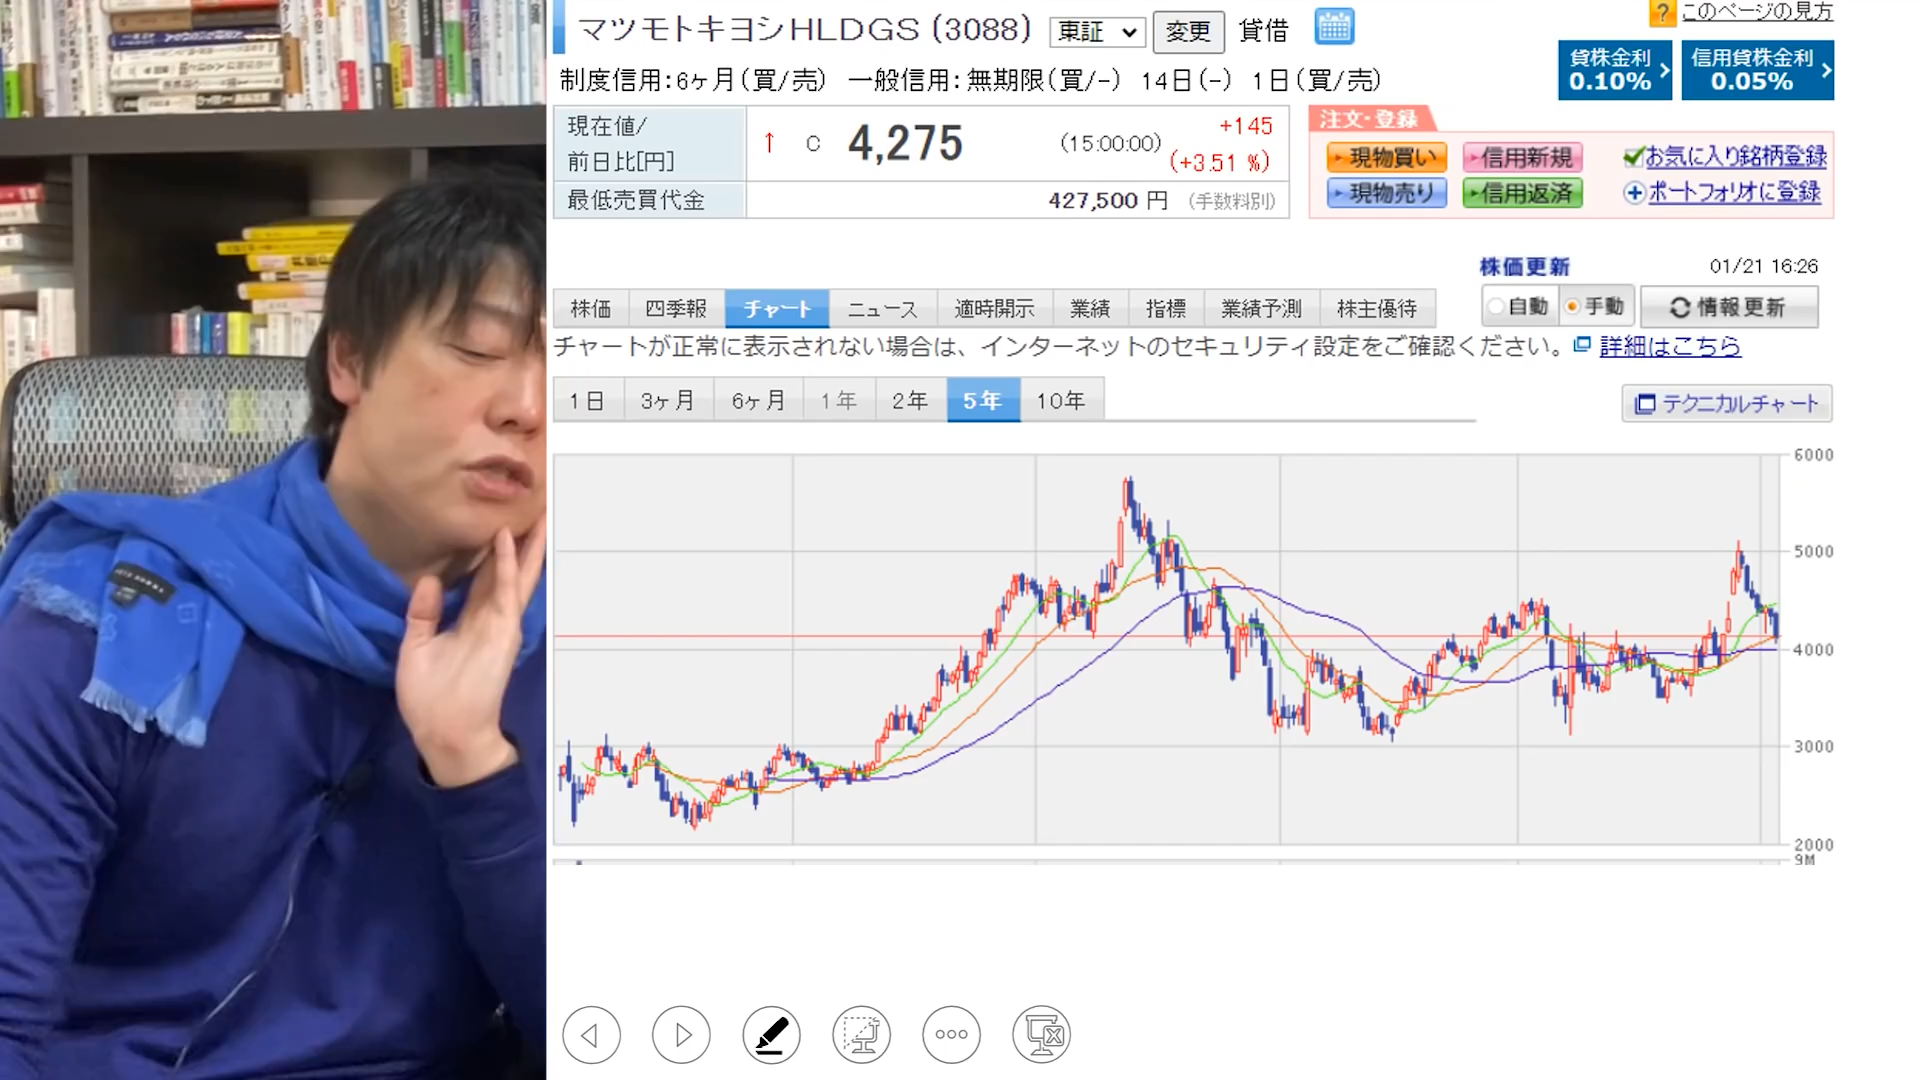 マツモトキヨシHLDGS (3088) 東証 変更 貸借
? このページの見方
制度信用:6ヶ月(買/売) 一般信用:無期限(買/-) 14日(-) 1日(買/売)
貸株金利 0.10%
信用貸株金利 0.05%
現在値/
前日比[円]
↑ C 4,275 (15:00:00) +145
(+3.51 %)
最低売買代金 427,500 円 (手数料別)
注文・登録
現物買い 信用新規 お気に入り銘柄登録
現物売り 信用返済 ポートフォリオに登録
株価更新 01/21 16:26
自動 手動 情報更新
株価 四季報 チャート ニュース 適時開示 業績 指標 業績予測 株主優待
チャートが正常に表示されない場合は、インターネットのセキュリティ設定をご確認ください。 詳細はこちら
1日 3ヶ月 6ヶ月 1年 2年 5年 10年
テクニカルチャート
6000
5000
4000
3000
2000
9M